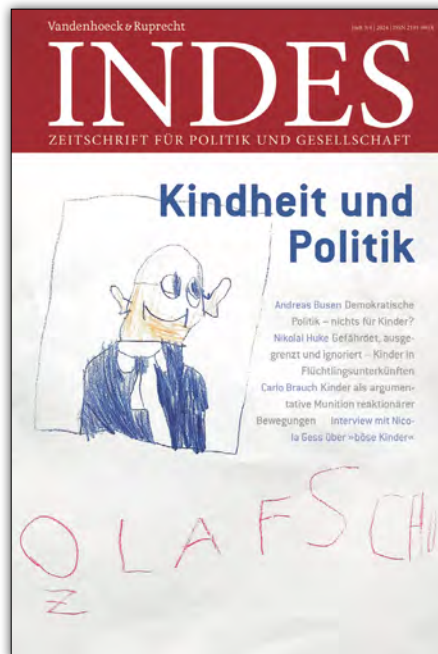 Vandenhoeck & Ruprecht
INDES
ZEITSCHRIFT FÜR POLITIK UND GESELLSCHAFT
Kindheit und
Politik
Andreas Busen Demokratische
Politik – nichts für Kinder?
Nikolai Huke Gefährdet, ausge-
grenzt und ignoriert – Kinder in
Flüchtlingsunterkünften
Carlo Brauch Kinder als argumen-
tative Munition reaktionärer
Bewegungen Interview mit Nico-
la Gess über »böse Kinder«
OLAFSCH
Z